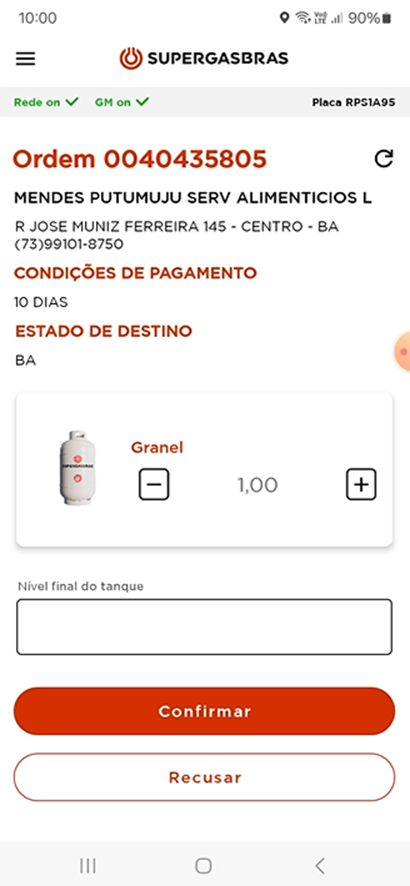 10:00 90%
SUPERGASBRAS
Rede on GM on Placa RPS1A95
Ordem 0040435805
MENDES PUTUMUJU SERV ALIMENTICIOS L
R JOSE MUNIZ FERREIRA 145 - CENTRO - BA
(73)99101-8750
CONDIÇÕES DE PAGAMENTO
10 DIAS
ESTADO DE DESTINO
BA
Granel
SUPERGASBRAS
1,00
Nível final do tanque
Confirmar
Recusar